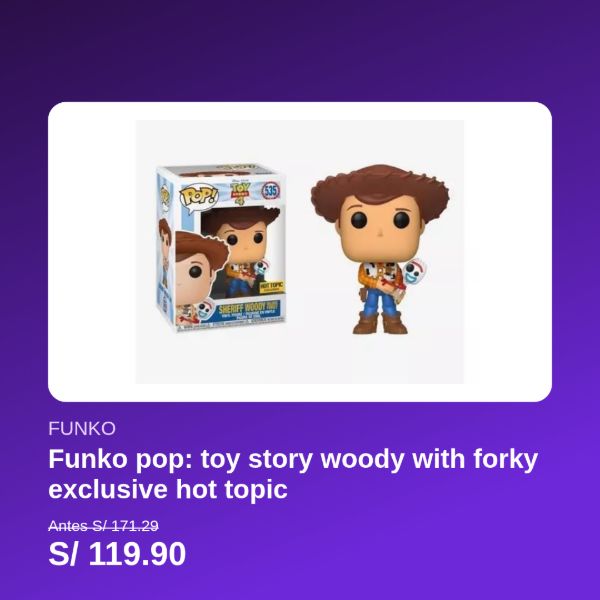 POP!
TOY
STORY
4
535
HOT TOPIC
SHERIFF WOODY
FUNKO
Funko pop: toy story woody with forky
exclusive hot topic
Antes S/ 171.29
S/ 119.90